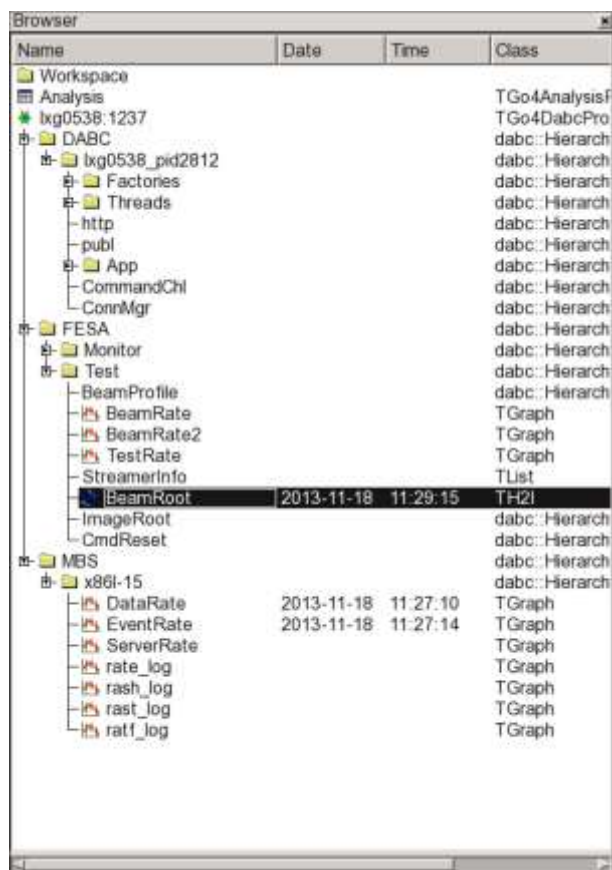 Browser
Name Date Time Class
Workspace
Analysis TGo4AnalysisP
lxg0538:1237 TGo4DabcPro
DABC dabc::Hierarch
lxg0538_pid2812 dabc::Hierarch
Factories dabc::Hierarch
Threads dabc::Hierarch
http dabc::Hierarch
publ dabc::Hierarch
App dabc::Hierarch
CommandChl dabc::Hierarch
ConnMgr dabc::Hierarch
FESA dabc::Hierarch
Monitor dabc::Hierarch
Test dabc::Hierarch
BeamProfile dabc::Hierarch
BeamRate TGraph
BeamRate2 TGraph
TestRate TGraph
StreamerInfo TList
BeamRoot 2013-11-18 11:29:15 TH2I
ImageRoot dabc::Hierarch
CmdReset dabc::Hierarch
MBS dabc::Hierarch
x86l-15 dabc::Hierarch
DataRate 2013-11-18 11:27:10 TGraph
EventRate 2013-11-18 11:27:14 TGraph
ServerRate TGraph
rate_log TGraph
rash_log TGraph
rast_log TGraph
ratf_log TGraph